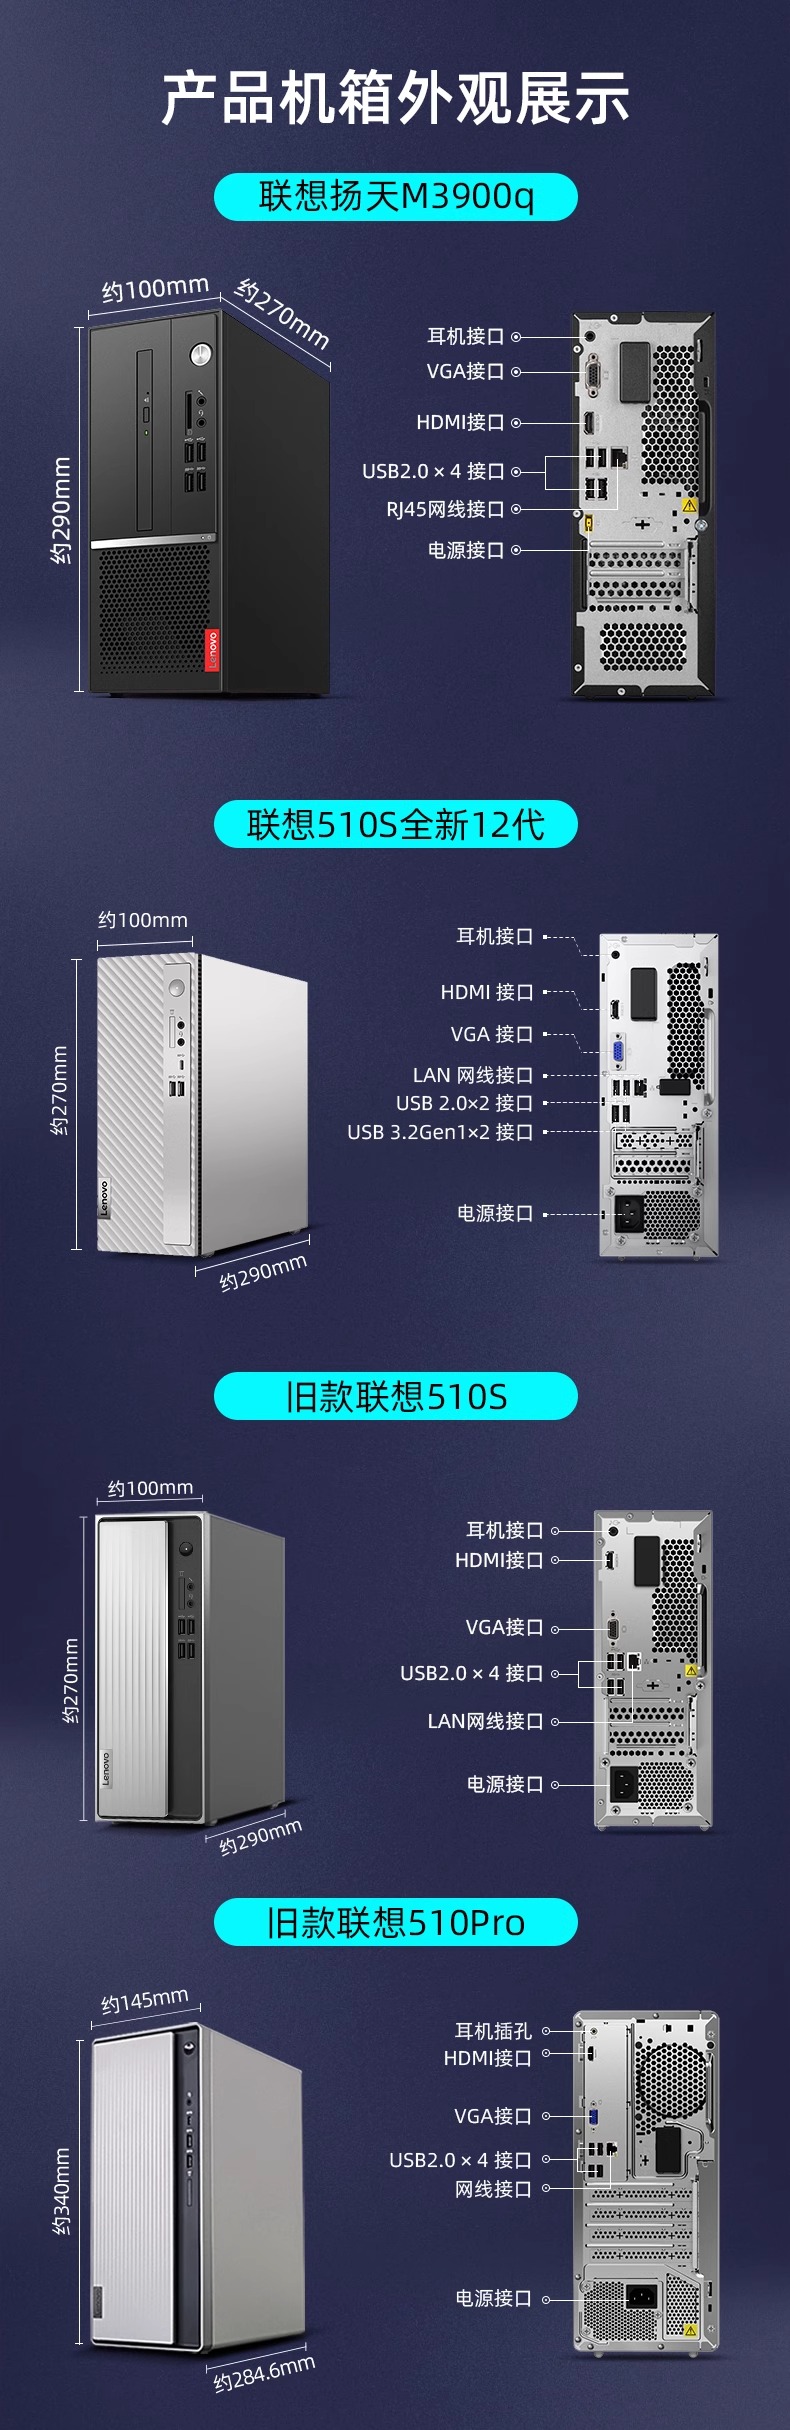 产品机箱外观展示
联想扬天M3900q
约100mm
约270mm
约290mm
Lenovo
耳机接口
VGA接口
HDMI接口
USB2.0 × 4 接口
RJ45网线接口
电源接口
联想510S全新12代
约100mm
约270mm
约290mm
Lenovo
耳机接口
HDMI 接口
VGA 接口
LAN 网线接口
USB 2.0×2 接口
USB 3.2Gen1×2 接口
电源接口
旧款联想510S
约100mm
约270mm
约290mm
Lenovo
耳机接口
HDMI接口
VGA接口
USB2.0 × 4 接口
LAN网线接口
电源接口
旧款联想510Pro
约145mm
约340mm
约284.6mm
耳机插孔
HDMI接口
VGA接口
USB2.0 × 4 接口
网线接口
电源接口